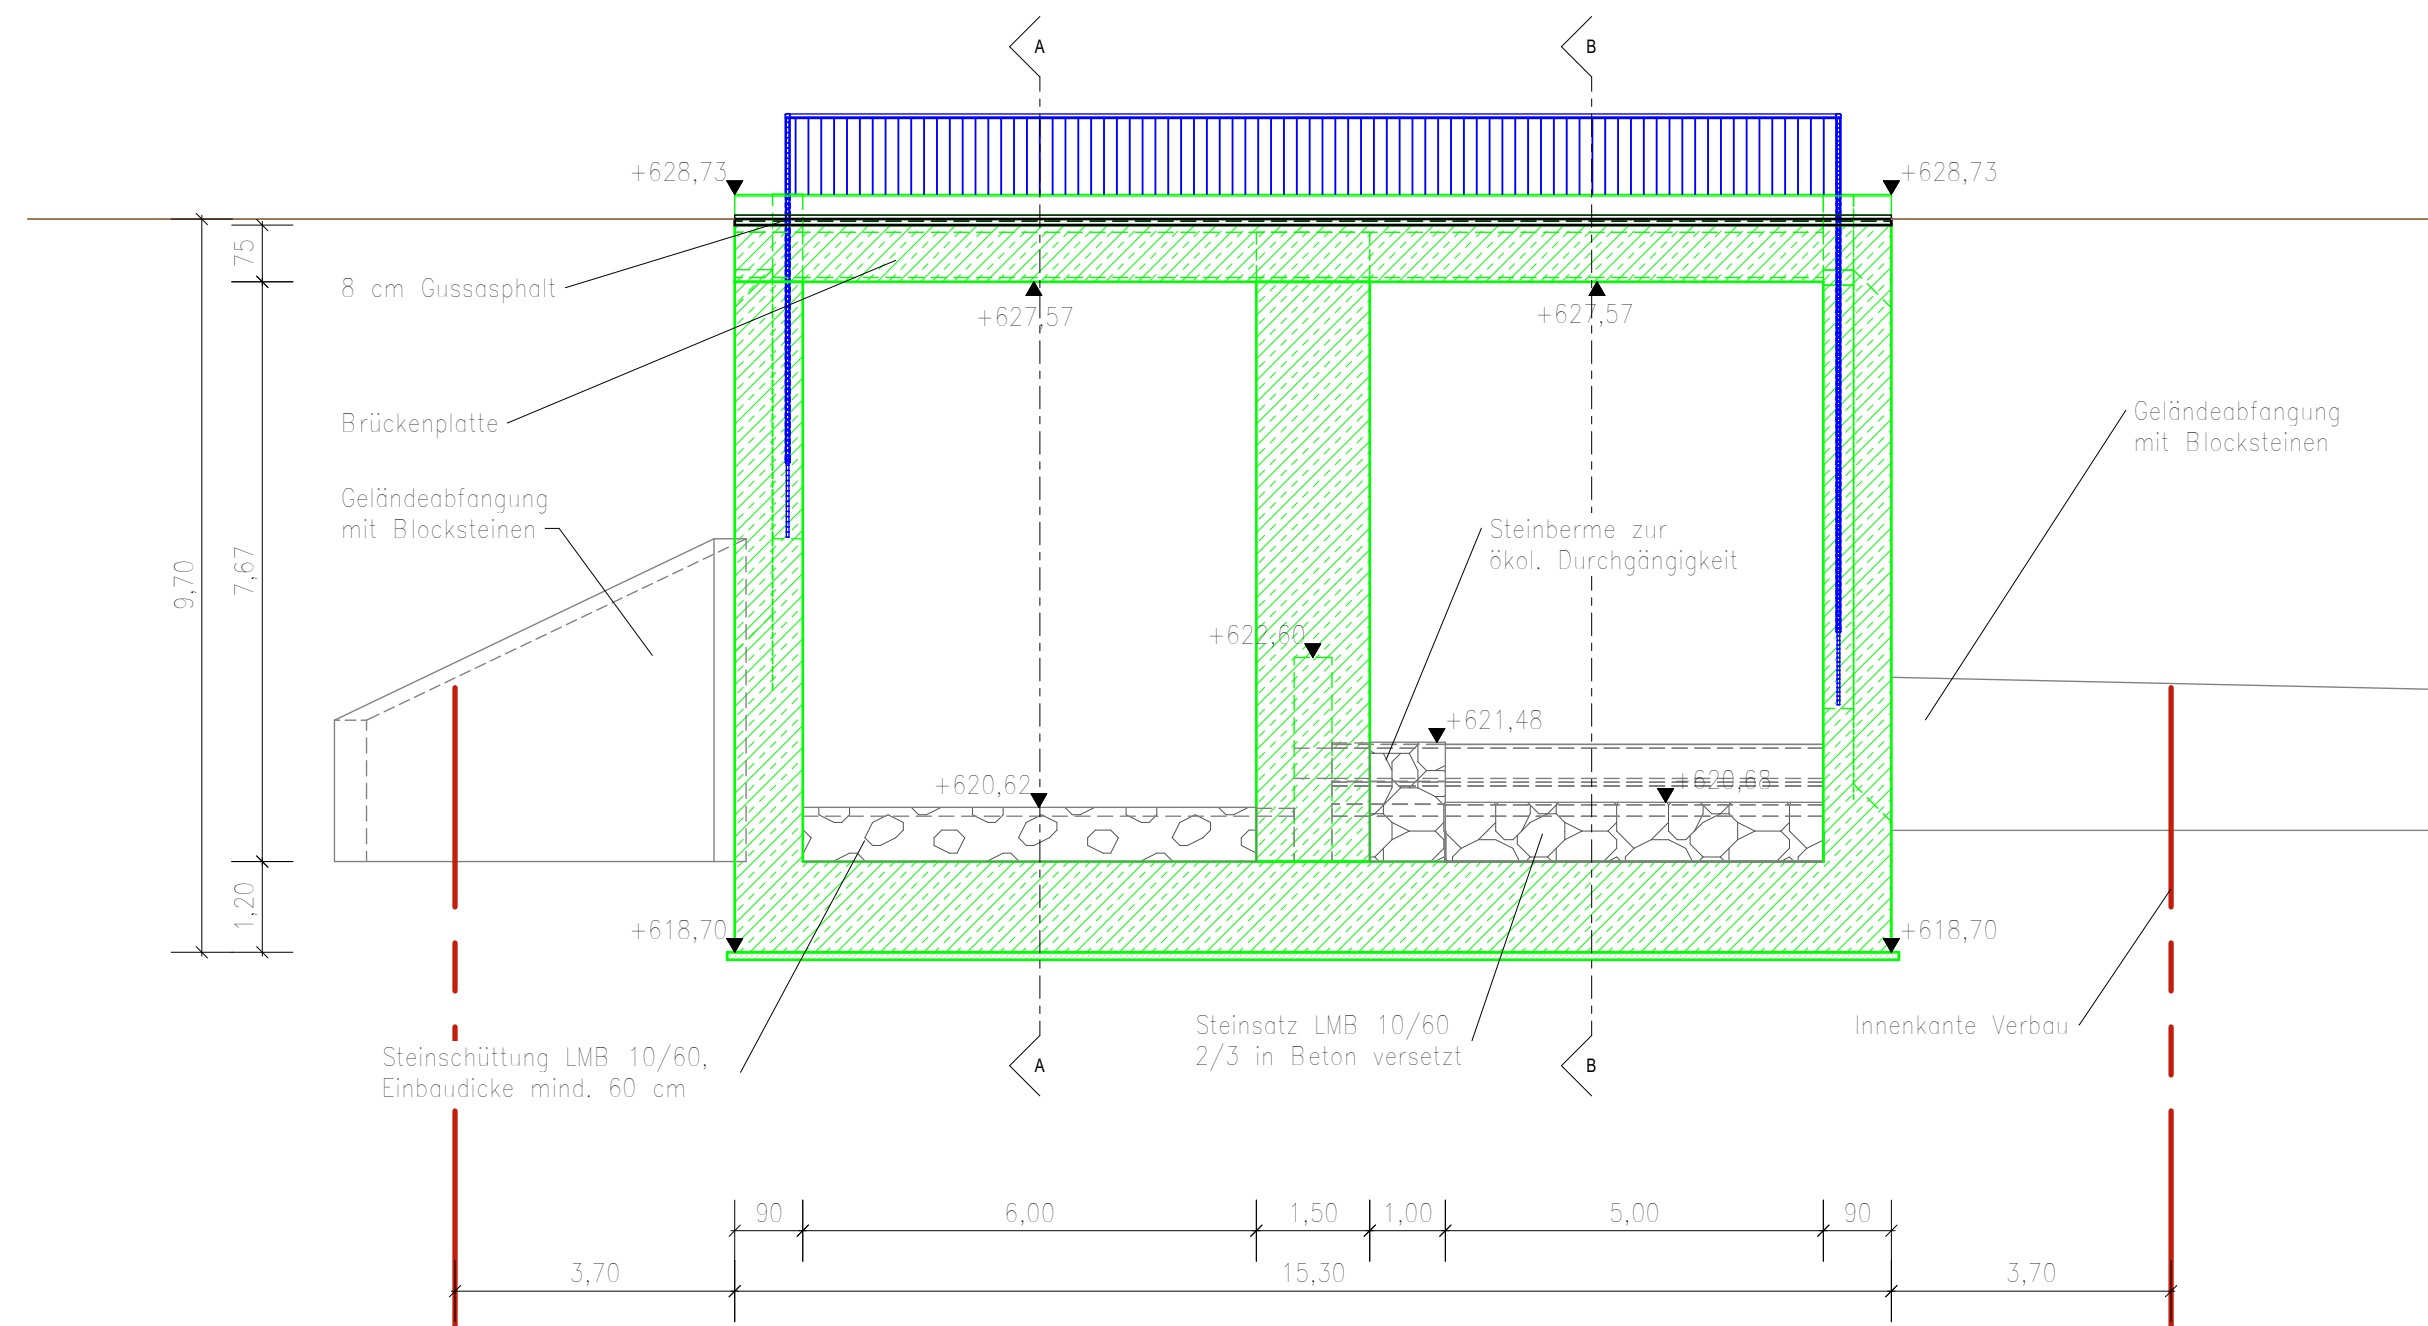 A
B
+628,73
+628,73
75
8 cm Gussasphalt
+627,57
+627,57
Brückenplatte
Geländeabfangung
mit Blocksteinen
Geländeabfangung
mit Blocksteinen
Steinberme zur
ökol. Durchgängigkeit
9,70
7,67
+622,60
+621,48
+620,62
+620,68
1,20
+618,70
+618,70
Steinschüttung LMB 10/60,
Einbaudicke mind. 60 cm
Steinsatz LMB 10/60
2/3 in Beton versetzt
Innenkante Verbau
A
B
90
6,00
1,50
1,00
5,00
90
3,70
15,30
3,70